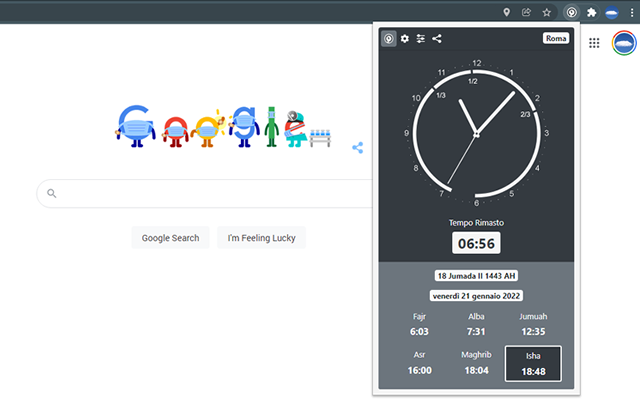 Roma
Google
12
11
1
1/2
10
1/3
2
2/3
9
3
8
4
7
5
6
Google Search
I'm Feeling Lucky
Tempo Rimasto
06:56
18 Jumada II 1443 AH
venerdì 21 gennaio 2022
Fajr Alba Jumuah
6:03 7:31 12:35
Asr Maghrib Isha
16:00 18:04 18:48